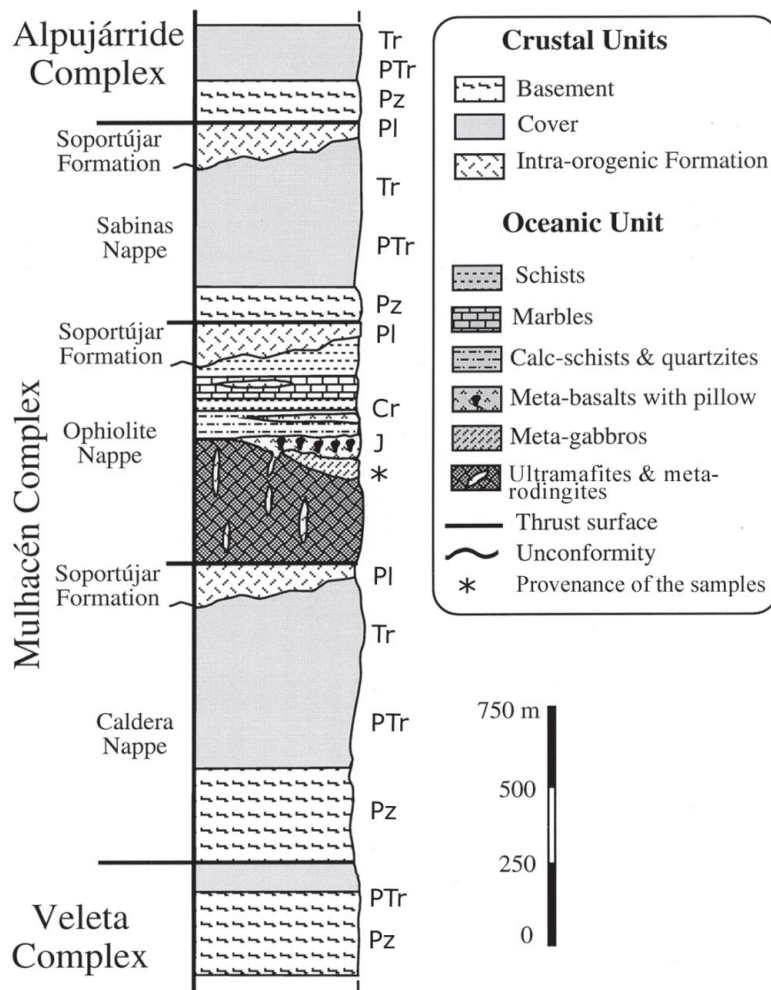 Alpujárride
Complex
Tr
PTr
Pz
Soportújar
Formation
Pl
Tr
Sabinas
Nappe
PTr
Pz
Soportújar
Formation
Pl
Cr
Ophiolite
Nappe
J
*
Mulhacén Complex
Soportújar
Formation
Pl
Tr
Caldera
Nappe
PTr
Pz
Veleta
Complex
PTr
Pz
Crustal Units
Basement
Cover
Intra-orogenic Formation
Oceanic Unit
Schists
Marbles
Calc-schists & quartzites
Meta-basalts with pillow
Meta-gabbros
Ultramafites & meta-
rodingites
Thrust surface
Unconformity
* Provenance of the samples
750 m
500
250
0